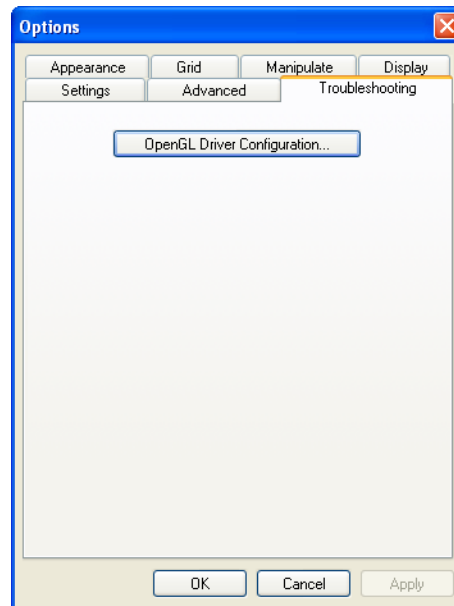 Options
Appearance Grid Manipulate Display
Settings Advanced Troubleshooting
OpenGL Driver Configuration...
OK Cancel Apply